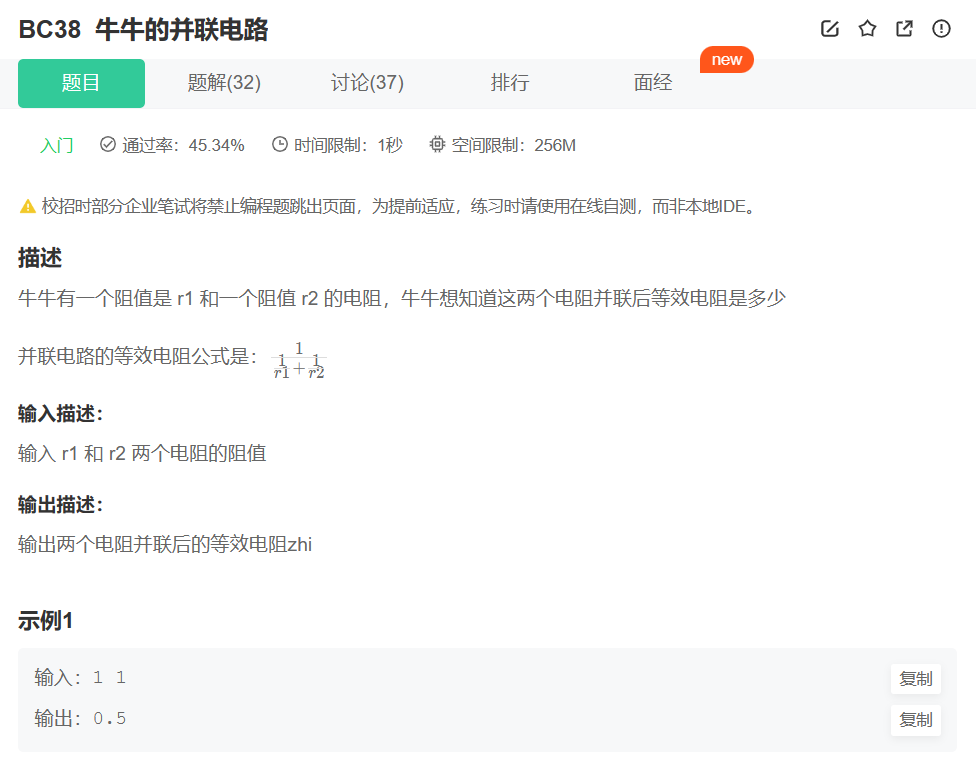 BC38 牛牛的并联电路
new
题目 题解(32) 讨论(37) 排行 面经
入门 通过率：45.34% 时间限制：1秒 空间限制：256M
校招时部分企业笔试将禁止编程题跳出页面，为提前适应，练习时请使用在线自测，而非本地IDE。
描述
牛牛有一个阻值是 r1 和一个阻值 r2 的电阻，牛牛想知道这两个电阻并联后等效电阻是多少
并联电路的等效电阻公式是： \frac{1}{\frac{1}{r1}+\frac{1}{r2}}
输入描述：
输入 r1 和 r2 两个电阻的阻值
输出描述：
输出两个电阻并联后的等效电阻zhi
示例1
输入：1 1 复制
输出：0.5 复制